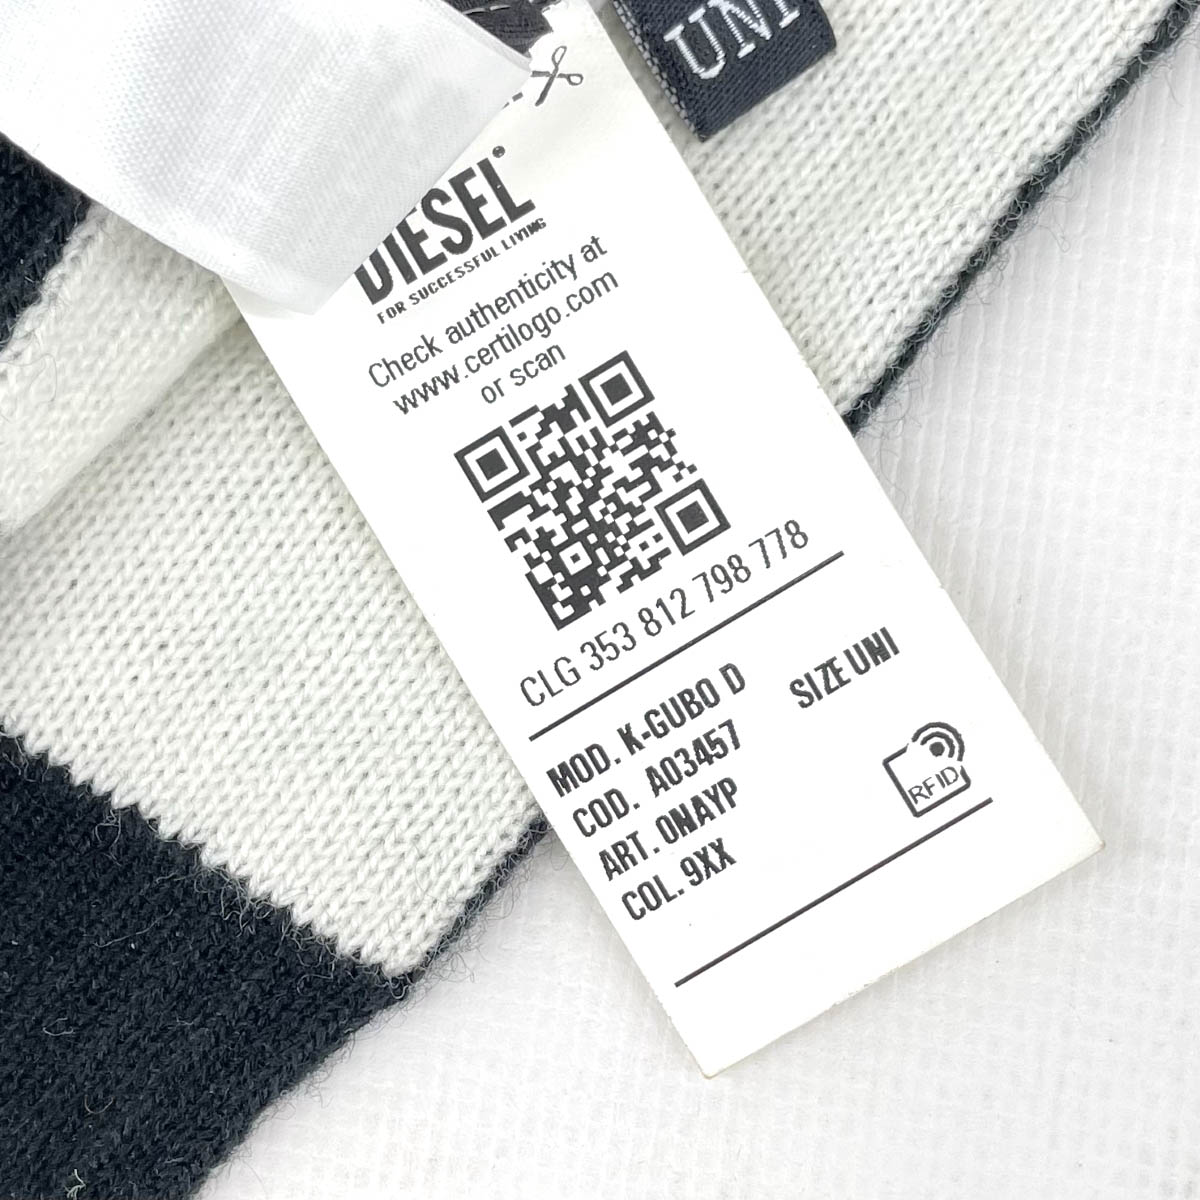 UNI
DIESEL
FOR SUCCESSFUL LIVING
Check authenticity at
www.certilogo.com
or scan
CLG 353 812 798 778
MOD. K-GUBO D SIZE UNI
COD. A03457
ART. 0NAYP
COL. 9XX
RFID